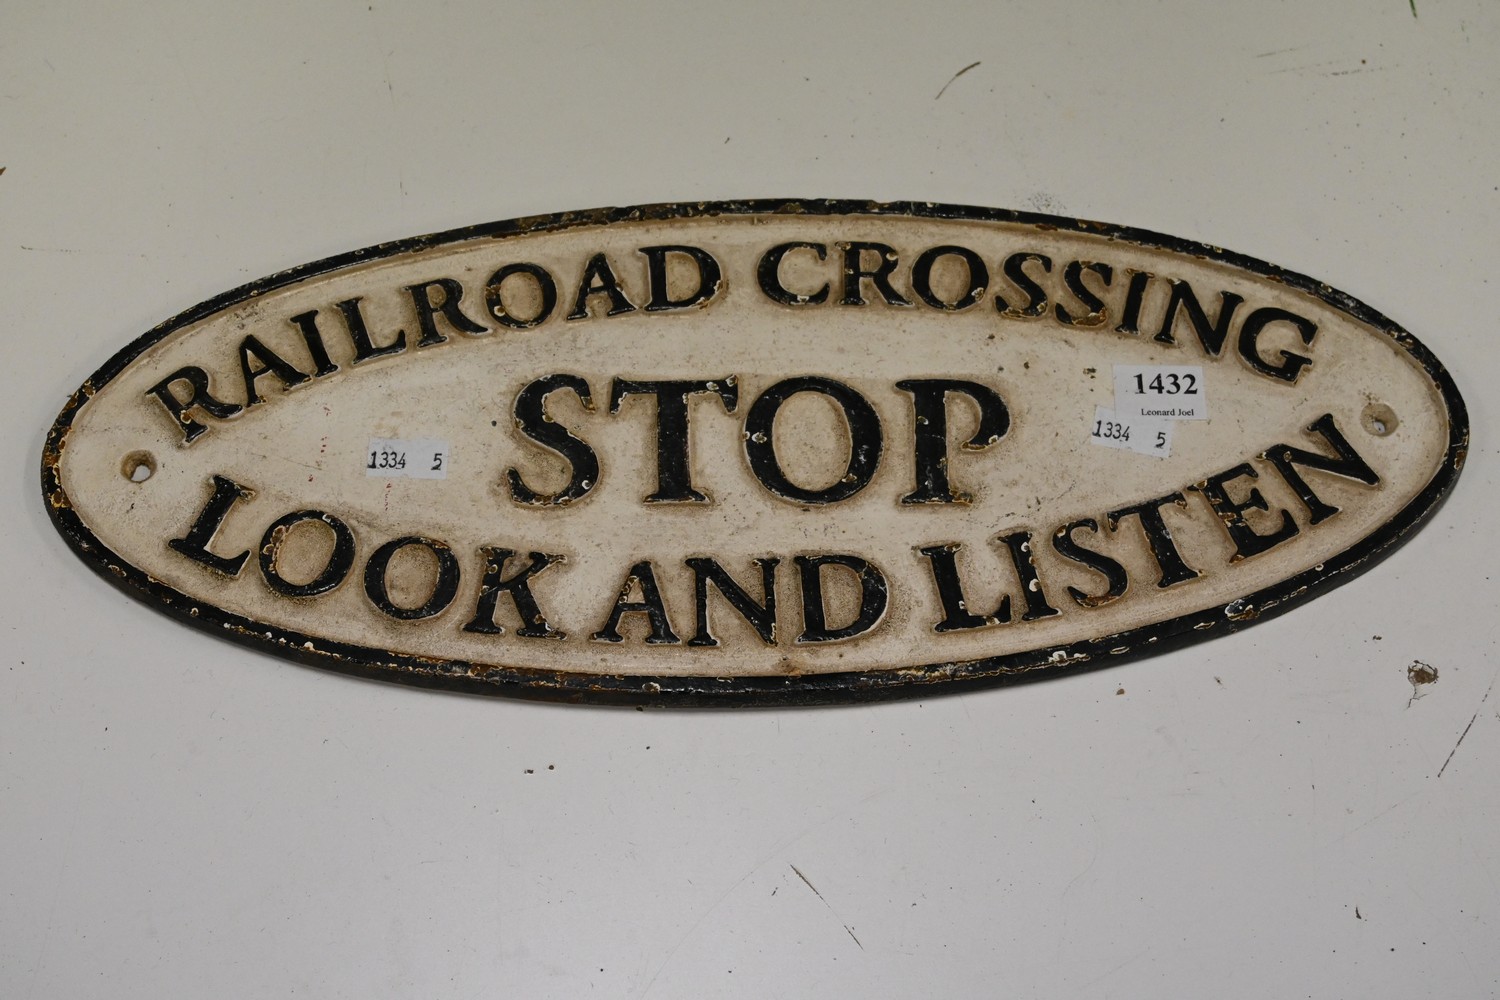 RAILROAD CROSSING
STOP
LOOK AND LISTEN
1432
Leonard Joel
1334 5
1334 5